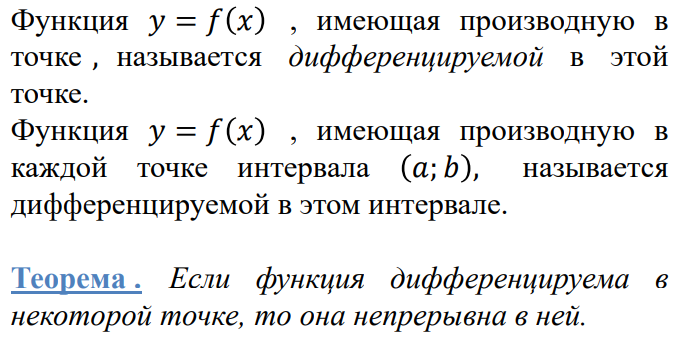 Функция y = f(x) , имеющая производную в
точке , называется дифференцируемой в этой
точке.
Функция y = f(x) , имеющая производную в
каждой точке интервала (a; b), называется
дифференцируемой в этом интервале.
Теорема . Если функция дифференцируема в
некоторой точке, то она непрерывна в ней.